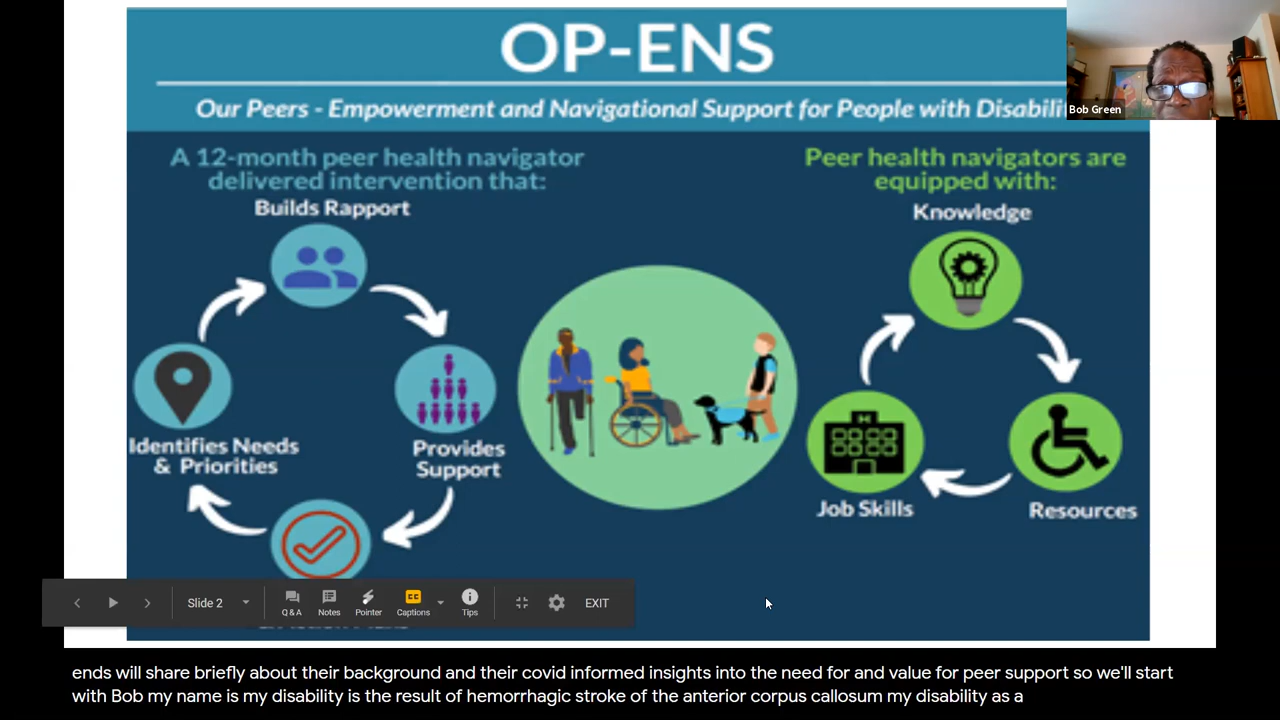 OP-ENS
Our Peers - Empowerment and Navigational Support for People with
Bob Green
A 12-month peer health navigator
delivered intervention that:
Builds Rapport
Provides
Support
Identifies Needs
& Priorities
Peer health navigators are
equipped with:
Knowledge
Resources
Job Skills
H
Slide 2
Q&A
Notes
Pointer
Captions
CC
Tips
EXIT
ends will share briefly about their background and their covid informed insights into the need for and value for peer support so we'll start
with Bob my name is my disability is the result of hemorrhagic stroke of the anterior corpus callosum my disability as a